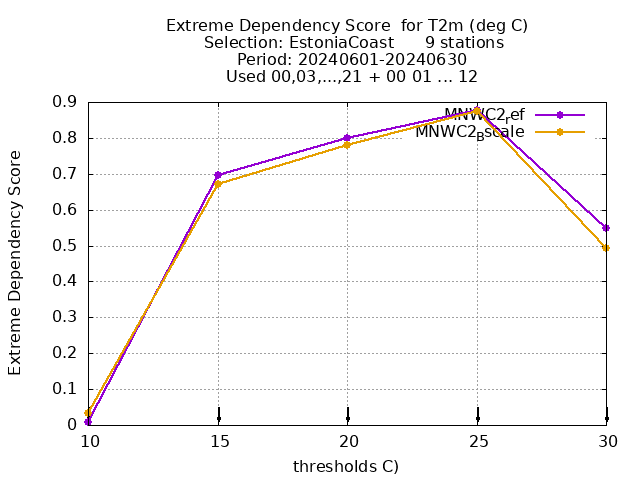 Extreme Dependency Score  for T2m (deg C)
Selection: EstoniaCoast      9 stations
Period: 20240601-20240630
Used 00,03,...,21 + 00 01 ... 12
MNWC2ref
MNWC2Bscale
Extreme Dependency Score
0.9
0.8
0.7
0.6
0.5
0.4
0.3
0.2
0.1
0
10 15 20 25 30
thresholds C)